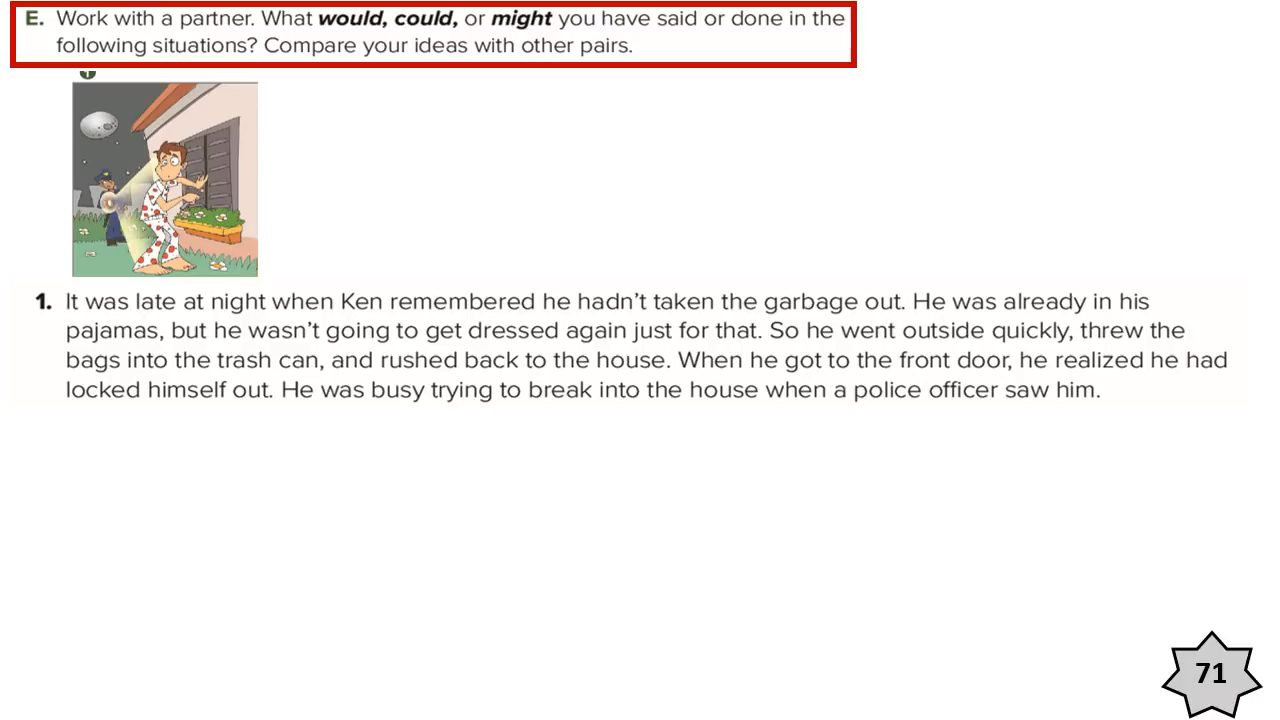 E. Work with a partner. What would, could, or might you have said or done in the
following situations? Compare your ideas with other pairs.
1
1. It was late at night when Ken remembered he hadn't taken the garbage out. He was already in his
pajamas, but he wasn't going to get dressed again just for that. So he went outside quickly, threw the
bags into the trash can, and rushed back to the house. When he got to the front door, he realized he had
locked himself out. He was busy trying to break into the house when a police officer saw him.
71